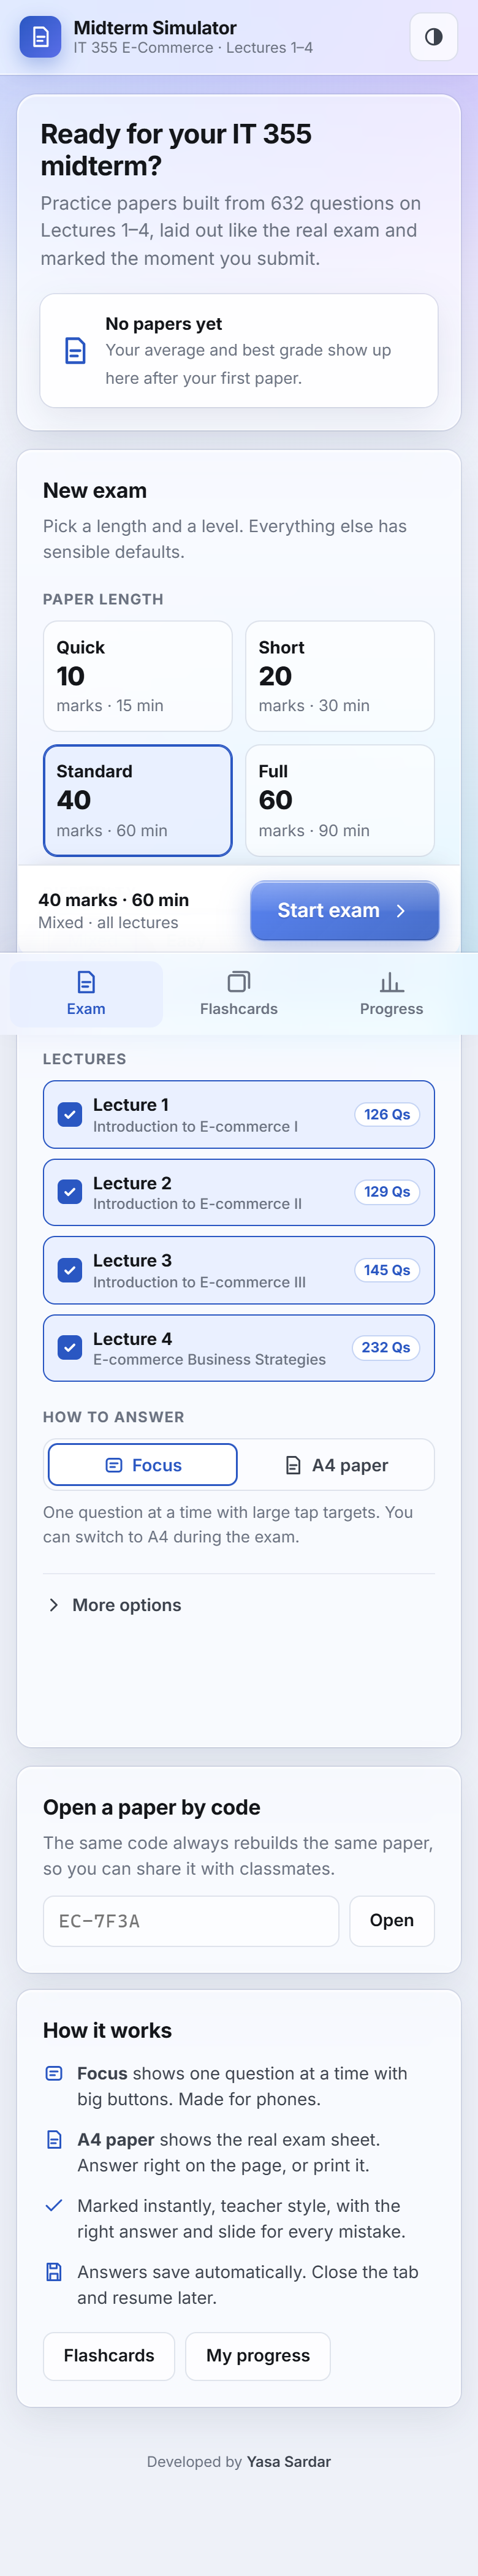 Midterm Simulator
IT 355 E-Commerce · Lectures 1–4
Ready for your IT 355
midterm?
Practice papers built from 632 questions on
Lectures 1–4, laid out like the real exam and
marked the moment you submit.
No papers yet
Your average and best grade show up
here after your first paper.
New exam
Pick a length and a level. Everything else has
sensible defaults.
PAPER LENGTH
Quick
10
marks · 15 min
Short
20
marks · 30 min
Standard
40
marks · 60 min
Full
60
marks · 90 min
40 marks · 60 min
Mixed · all lectures
Start exam
Exam
Flashcards
Progress
LECTURES
Lecture 1
Introduction to E-commerce I
126 Qs
Lecture 2
Introduction to E-commerce II
129 Qs
Lecture 3
Introduction to E-commerce III
145 Qs
Lecture 4
E-commerce Business Strategies
232 Qs
HOW TO ANSWER
Focus
A4 paper
One question at a time with large tap targets. You
can switch to A4 during the exam.
More options
Open a paper by code
The same code always rebuilds the same paper,
so you can share it with classmates.
EC-7F3A
Open
How it works
Focus shows one question at a time with
big buttons. Made for phones.
A4 paper shows the real exam sheet.
Answer right on the page, or print it.
Marked instantly, teacher style, with the
right answer and slide for every mistake.
Answers save automatically. Close the tab
and resume later.
Flashcards
My progress
Developed by Yasa Sardar